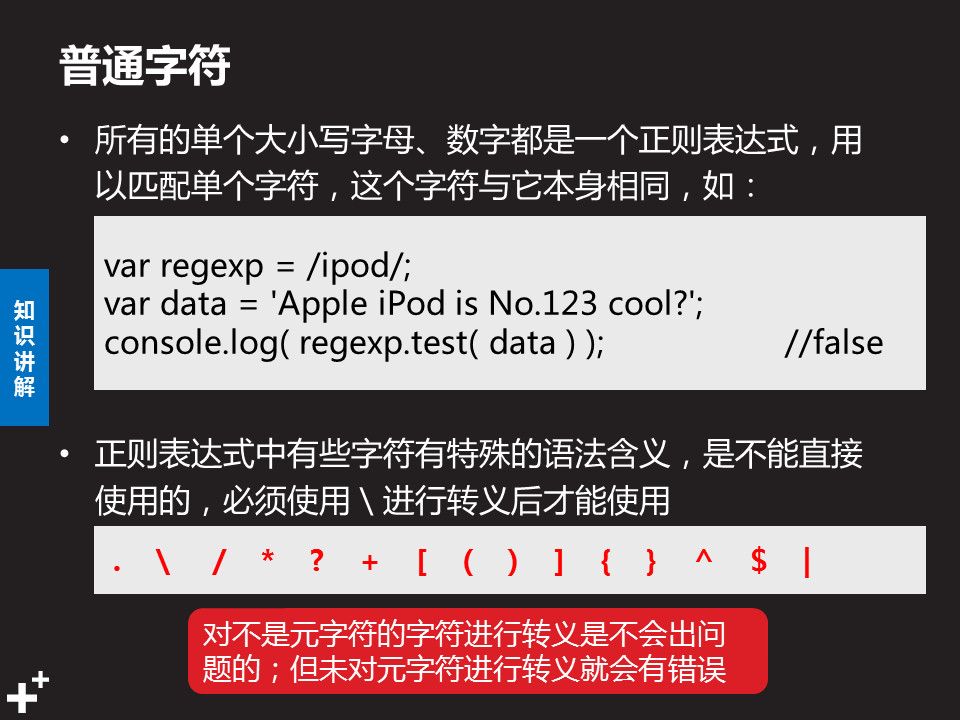 普通字符
• 所有的单个大小写字母、数字都是一个正则表达式，用
以匹配单个字符，这个字符与它本身相同，如：
var regexp = /ipod/;
var data = 'Apple iPod is No.123 cool?';
console.log( regexp.test( data ) ); //false
知
识
讲
解
• 正则表达式中有些字符有特殊的语法含义，是不能直接
使用的，必须使用 \ 进行转义后才能使用
. \ / * ? + [ ( ) ] { } ^ $ |
对不是元字符的字符进行转义是不会出问
题的；但未对元字符进行转义就会有错误